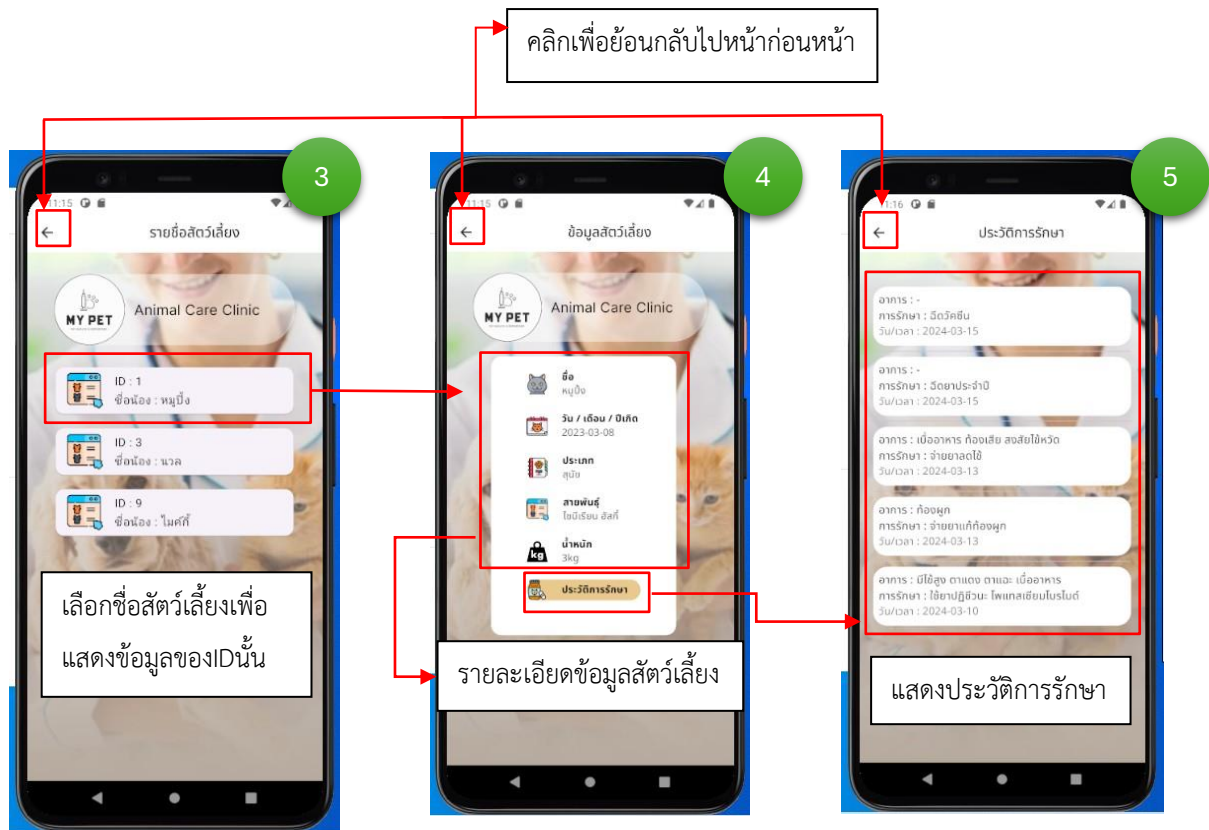 คลิกเพื่อย้อนกลับไปหน้าก่อนหน้า
3
11:15
รายชื่อสัตว์เลี่ยง
MY PET
Animal Care Clinic
ID : 1
ชื่อน้อง : หมูปิ้ง
ID : 3
ชื่อน้อง : นวล
ID : 9
ชื่อน้อง : ไมค์กี้
เลือกชื่อสัตว์เลี้ยงเพื่อ
แสดงข้อมูลของIDนั้น
4
11:15
ข้อมูลสัตว์เลี่ยง
MY PET
Animal Care Clinic
ชื่อ
หมูปิ้ง
วัน / เดือน / ปีเกิด
2023-03-08
ประเภท
สุนัข
สายพันธุ์
ไซบีเรียน ฮัสกี้
kg
น้ำหนัก
3kg
ประวัติการรักษา
รายละเอียดข้อมูลสัตว์เลี้ยง
5
11:16
ประวัติการรักษา
อาการ : -
การรักษา : ฉีดวัคซีน
วัน/เวลา : 2024-03-15
อาการ : -
การรักษา : ฉีดยาประจำปี
วัน/เวลา : 2024-03-15
อาการ : เบื่ออาหาร ท้องเสีย สงสัยไข้หวัด
การรักษา : จ่ายยาลดไข้
วัน/เวลา : 2024-03-13
อาการ : ท้องผูก
การรักษา : จ่ายยาแก้ท้องผูก
วัน/เวลา : 2024-03-13
อาการ : มีไข้สูง ตาแดง ตาแฉะ เบื่ออาหาร
การรักษา : ใช้ยาปฏิชีวนะ โพแทสเซียมโบรไมด์
วัน/เวลา : 2024-03-10
แสดงประวัติการรักษา